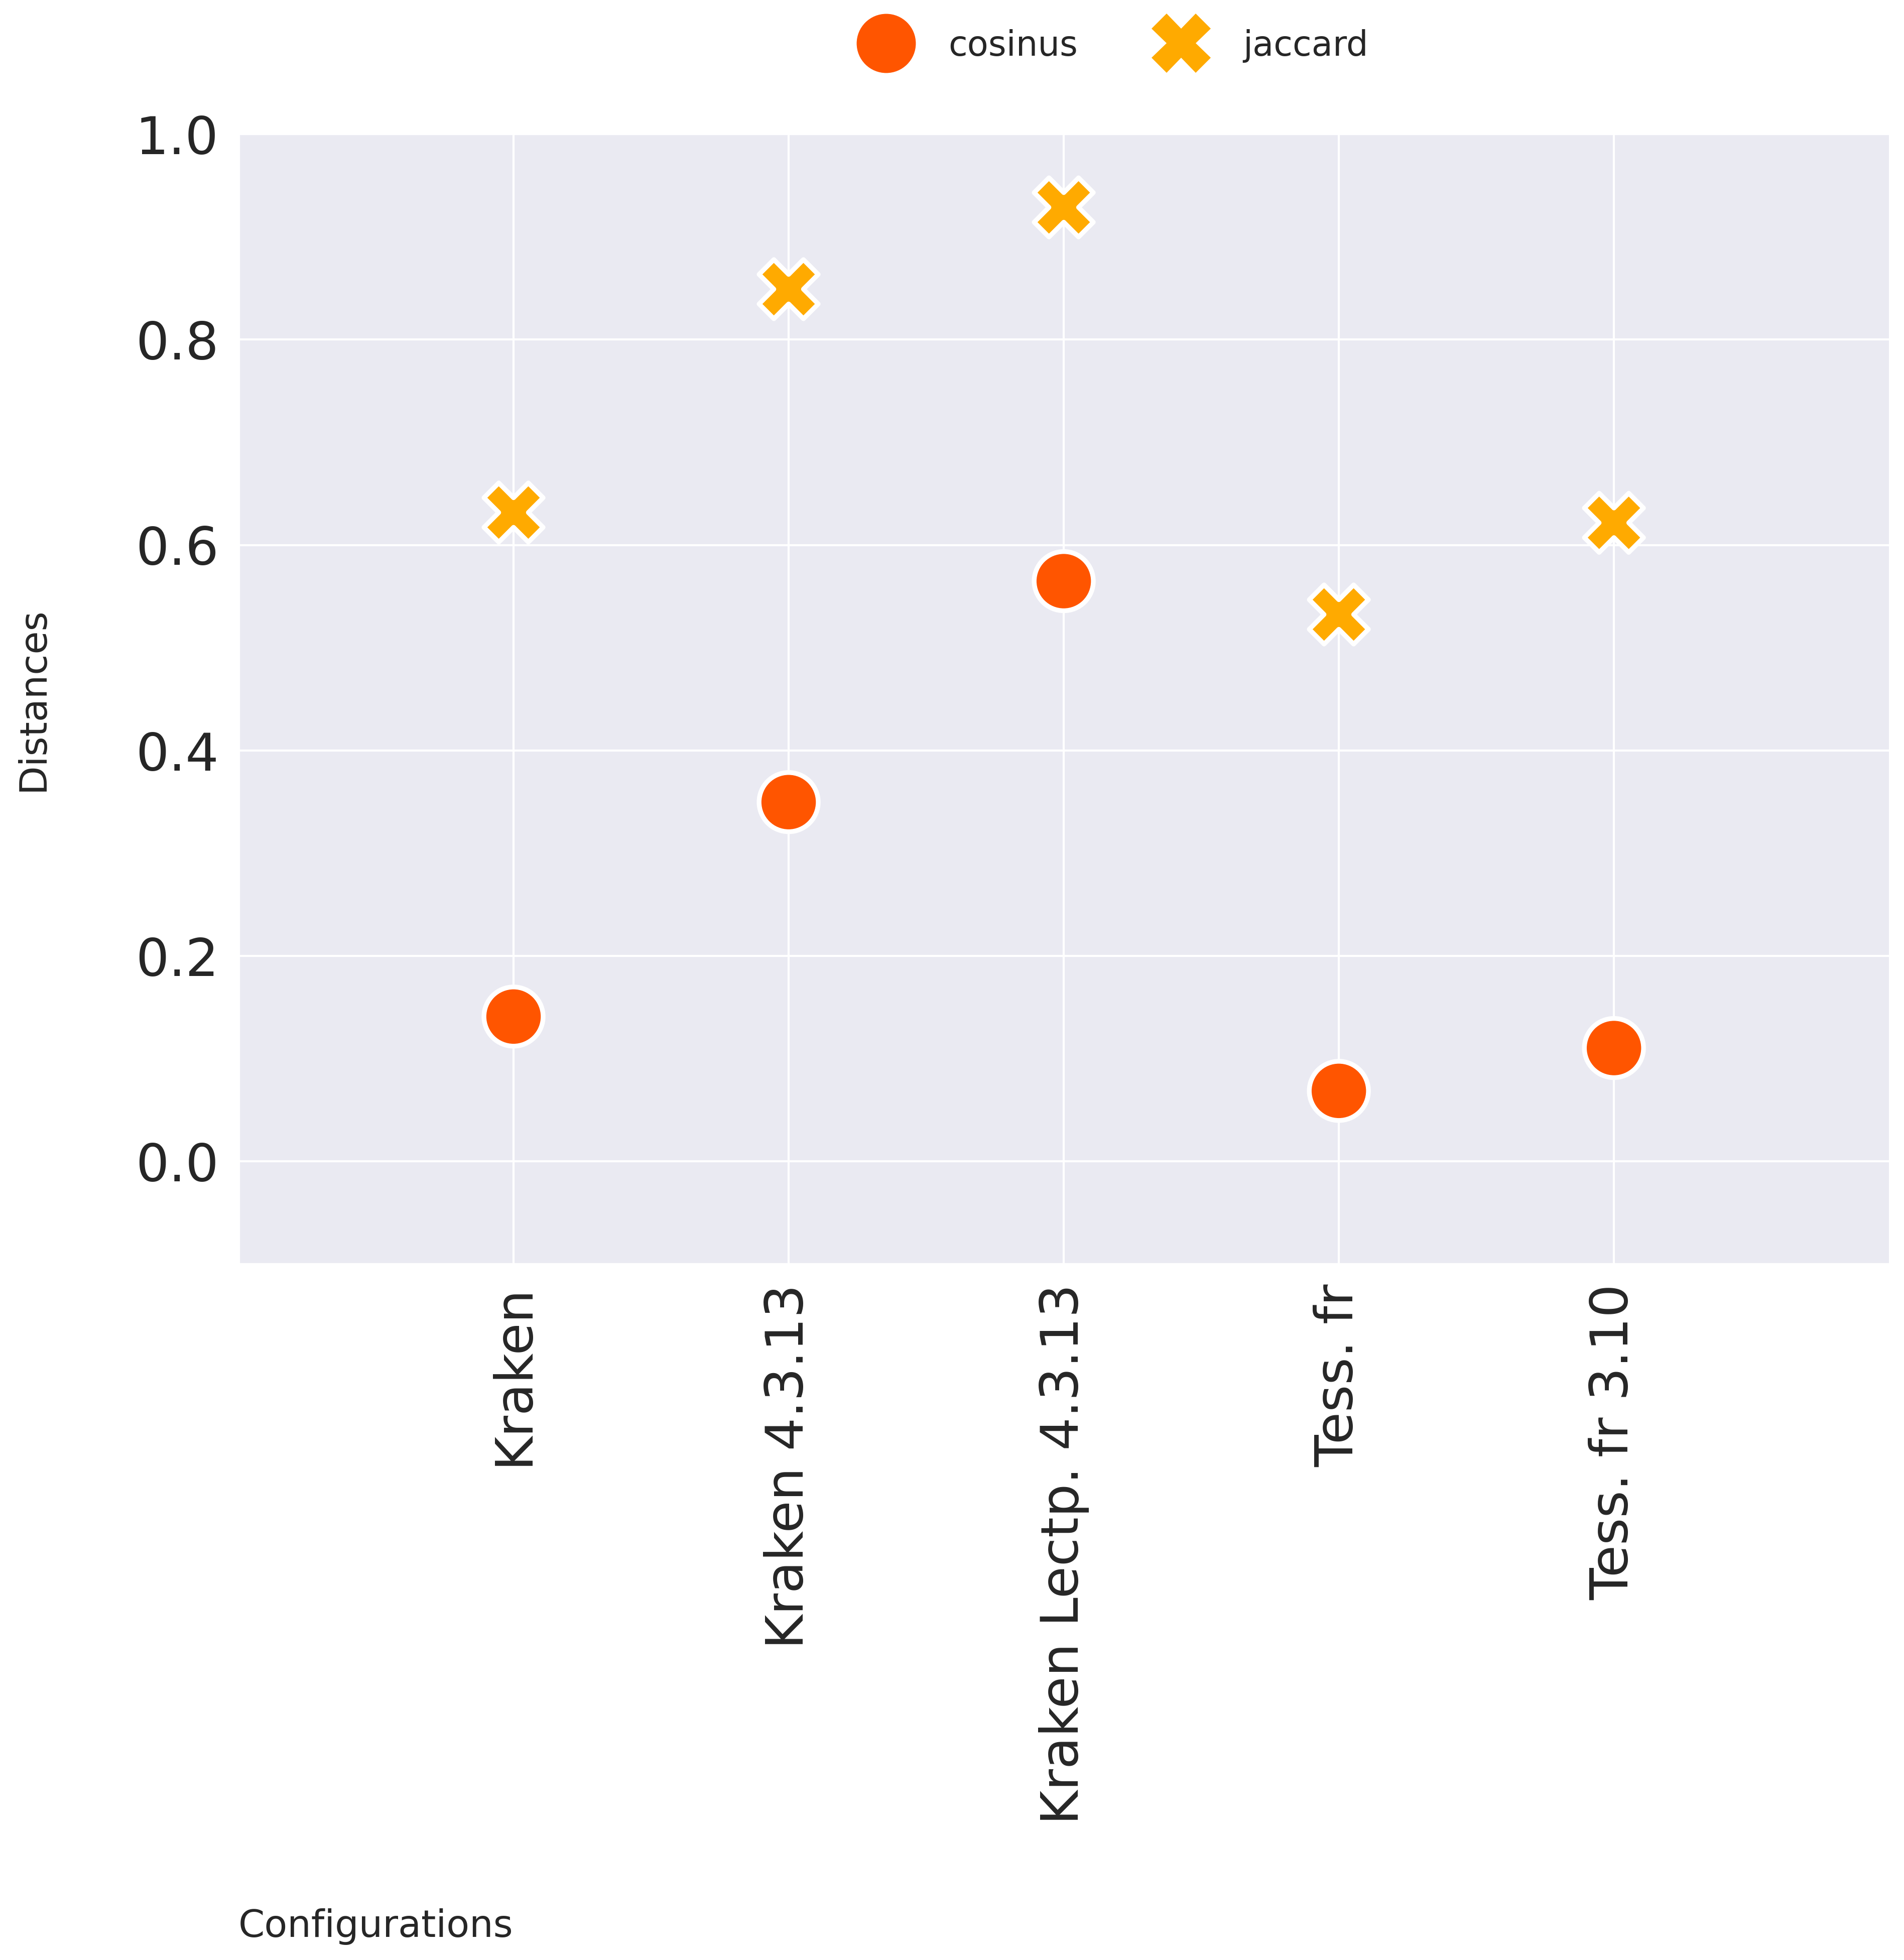 cosinus jaccard
1.0
0.8
0.6
0.4
0.2
0.0
Distances
Kraken
Kraken 4.3.13
Kraken Lectp. 4.3.13
Tess. fr
Tess. fr 3.10
Configurations